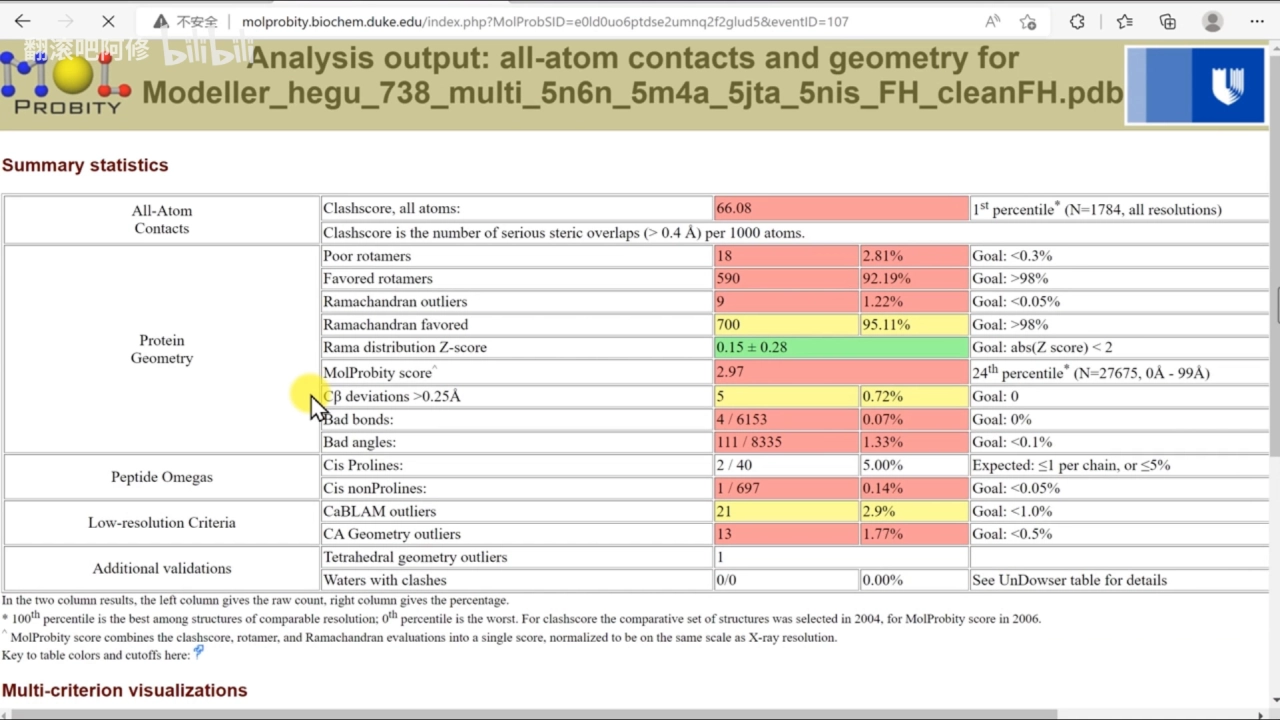 不安全 molprobity.biochem.duke.edu/index.php?MolProbSID=e0ld0uo6ptdse2umnq2f2glud5&eventID=107
翻滚吧阿修 bilibili
PROBITY
Analysis output: all-atom contacts and geometry for
Modeller_hegu_738_multi_5n6n_5m4a_5jta_5nis_FH_cleanFH.pdb
Summary statistics
All-Atom Contacts Clashscore, all atoms: 66.08 1st percentile* (N=1784, all resolutions)
Clashscore is the number of serious steric overlaps (> 0.4 Å) per 1000 atoms.
Protein Geometry Poor rotamers 18 2.81% Goal: <0.3%
Favored rotamers 590 92.19% Goal: >98%
Ramachandran outliers 9 1.22% Goal: <0.05%
Ramachandran favored 700 95.11% Goal: >98%
Rama distribution Z-score 0.15 ± 0.28 Goal: abs(Z score) < 2
MolProbity score^ 2.97 24th percentile* (N=27675, 0Å - 99Å)
Cβ deviations >0.25Å 5 0.72% Goal: 0
Bad bonds: 4 / 6153 0.07% Goal: 0%
Bad angles: 111 / 8335 1.33% Goal: <0.1%
Peptide Omegas Cis Prolines: 2 / 40 5.00% Expected: ≤1 per chain, or ≤5%
Cis nonProlines: 1 / 697 0.14% Goal: <0.05%
Low-resolution Criteria CaBLAM outliers 21 2.9% Goal: <1.0%
CA Geometry outliers 13 1.77% Goal: <0.5%
Additional validations Tetrahedral geometry outliers 1
Waters with clashes 0/0 0.00% See UnDowser table for details
In the two column results, the left column gives the raw count, right column gives the percentage.
* 100th percentile is the best among structures of comparable resolution; 0th percentile is the worst. For clashscore the comparative set of structures was selected in 2004, for MolProbity score in 2006.
^ MolProbity score combines the clashscore, rotamer, and Ramachandran evaluations into a single score, normalized to be on the same scale as X-ray resolution.
Key to table colors and cutoffs here: ?
Multi-criterion visualizations